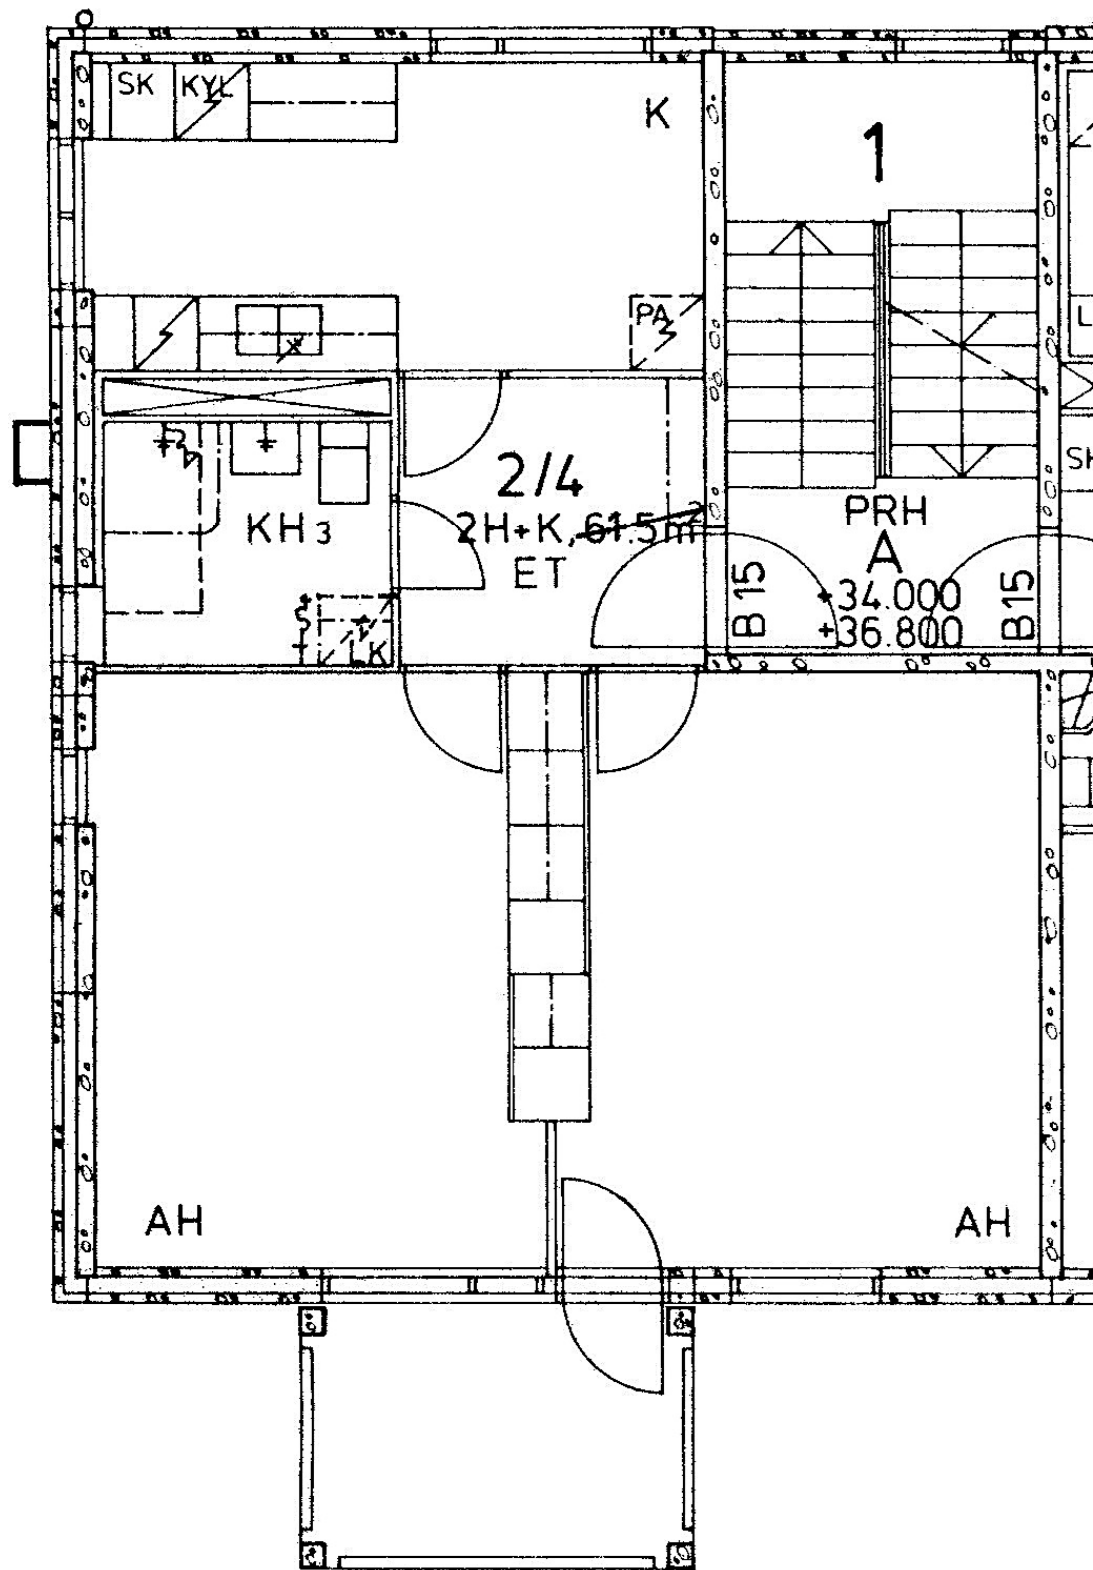 SK KYL
K
1
PA
L
2/4
2H+K, 61.5m²
ET
KH3
LK
PRH
A
+34.000
+36.800
B15
B15
SK
AH
AH